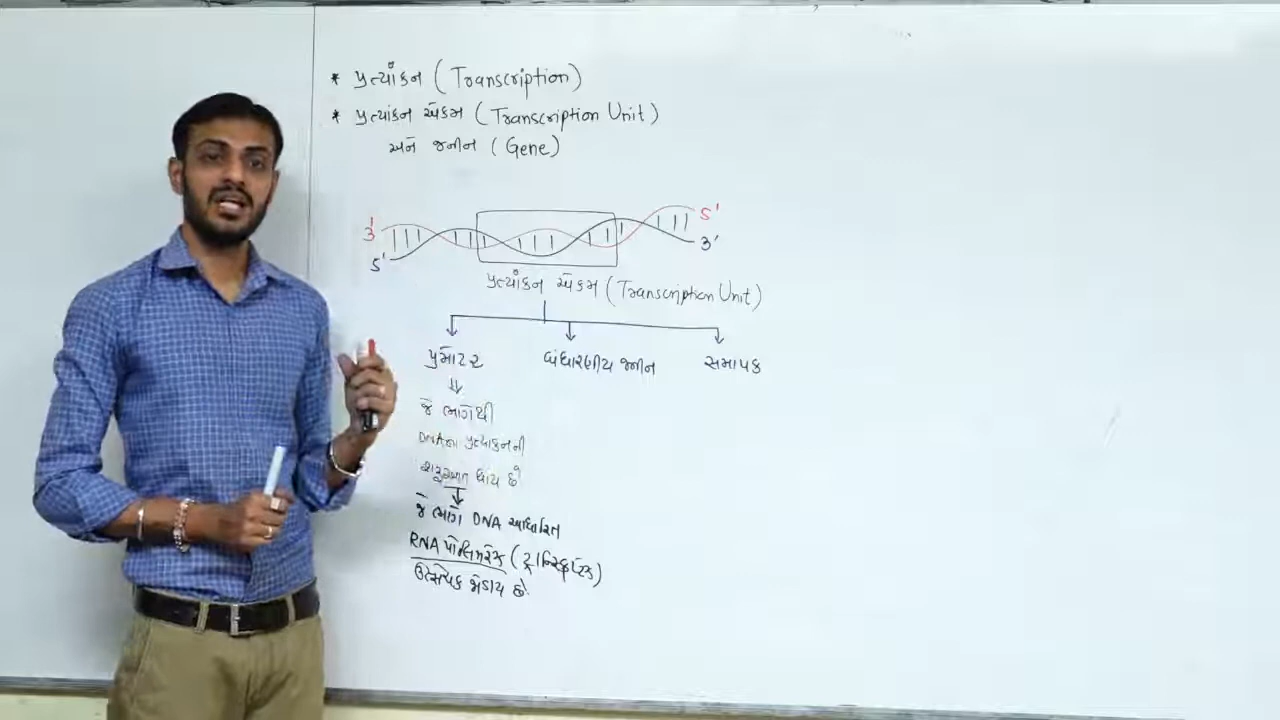 * પ્રત્યાંકન (Transcription)
* પ્રત્યાંકન એકમ (Transcription Unit)
અને જનીન (Gene)
3' 5'
5' 3'
પ્રત્યાંકન એકમ (Transcription Unit)
પ્રમોટર બંધારણીય જનીન સમાપક
જે ભાગથી
DNAના પ્રત્યાંકનની
શરૂઆત થાય છે
જે ભાગે DNA આધારિત
RNA પોલિમરેઝ (ટ્રાન્સ્ક્રિપ્ટેઝ)
ઉત્સેચક જોડાય છે.